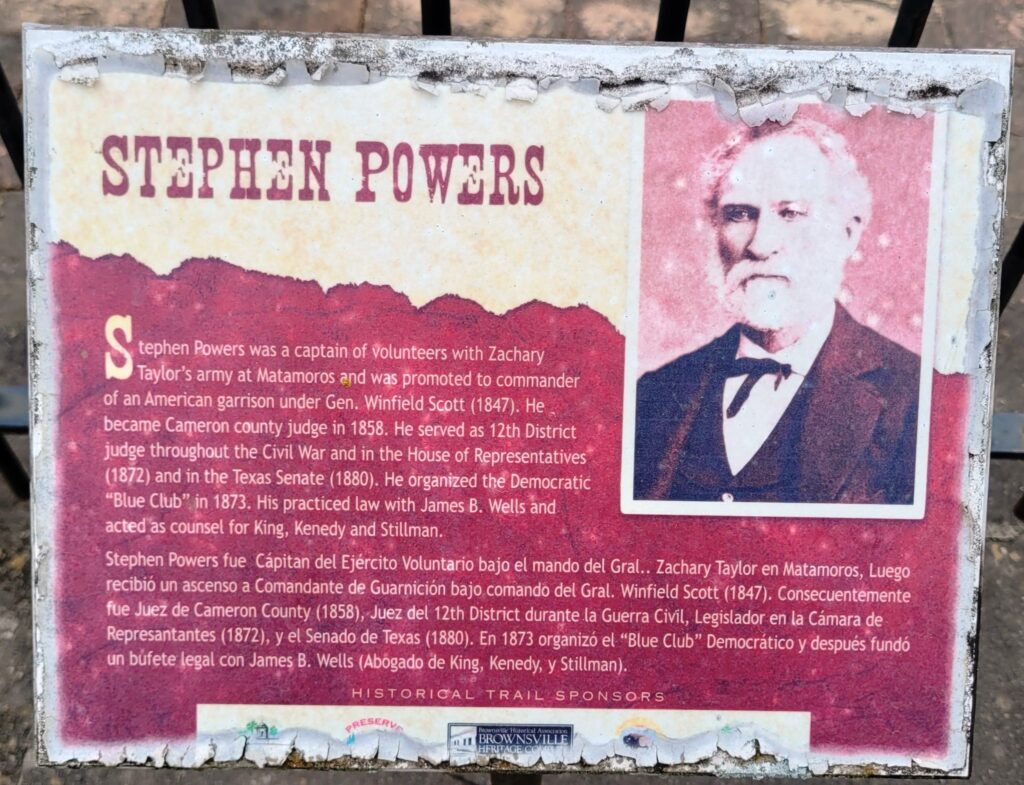 STEPHEN POWERS
Stephen Powers was a captain of volunteers with Zachary
Taylor's army at Matamoros and was promoted to commander
of an American garrison under Gen. Winfield Scott (1847). He
became Cameron county judge in 1858. He served as 12th District
judge throughout the Civil War and in the House of Representatives
(1872) and in the Texas Senate (1880). He organized the Democratic
“Blue Club” in 1873. His practiced law with James B. Wells and
acted as counsel for King, Kenedy and Stillman.
Stephen Powers fue Cápitan del Ejército Voluntario bajo el mando del Gral.. Zachary Taylor en Matamoros, Luego
recibió un ascenso a Comandante de Guarnición bajo comando del Gral. Winfield Scott (1847). Consecuentemente
fue Juez de Cameron County (1858), Juez del 12th District durante la Guerra Civil, Legislador en la Cámara de
Represantantes (1872), y el Senado de Texas (1880). En 1873 organizó el “Blue Club” Democrático y después fundó
un bufete legal con James B. Wells (Abogado de King, Kenedy, y Stillman).
HISTORICAL TRAIL SPONSORS
PRESERVE
Brownsville Historical Association
BROWNSVILLE
HERITAGE